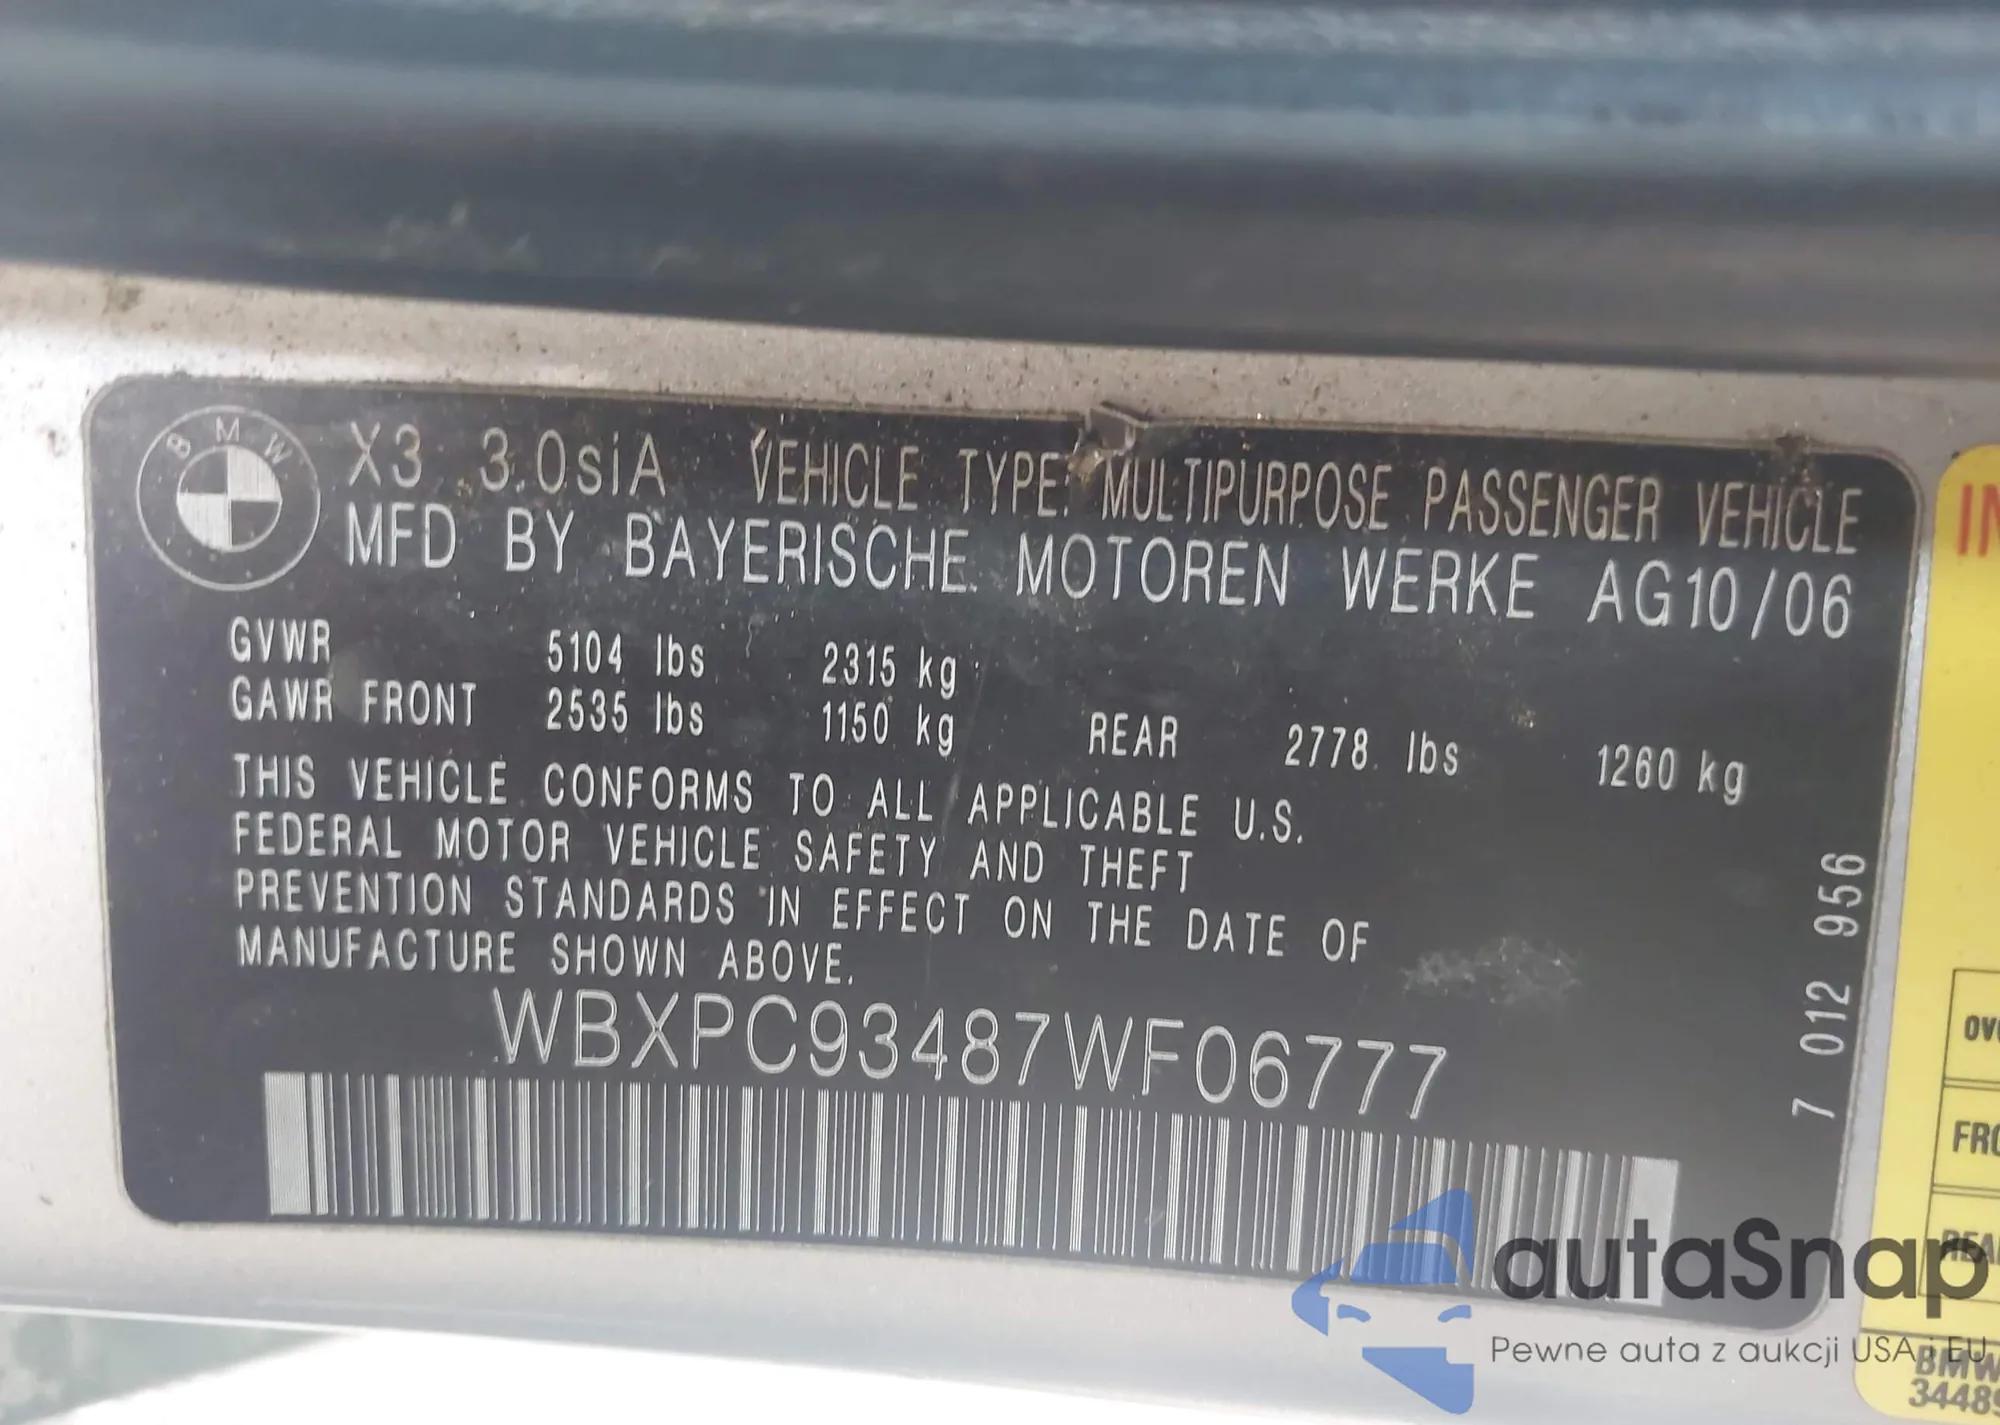 BMW
X3 3.0siA VEHICLE TYPE: MULTIPURPOSE PASSENGER VEHICLE
MFD BY BAYERISCHE MOTOREN WERKE AG10/06
GVWR 5104 lbs 2315 kg
GAWR FRONT 2535 lbs 1150 kg REAR 2778 lbs 1260 kg
THIS VEHICLE CONFORMS TO ALL APPLICABLE U.S.
FEDERAL MOTOR VEHICLE SAFETY AND THEFT
PREVENTION STANDARDS IN EFFECT ON THE DATE OF
MANUFACTURE SHOWN ABOVE.
WBXPC93487WF06777
7 012 956
BMW
autaSnap
Pewne auta z aukcji USA i EU